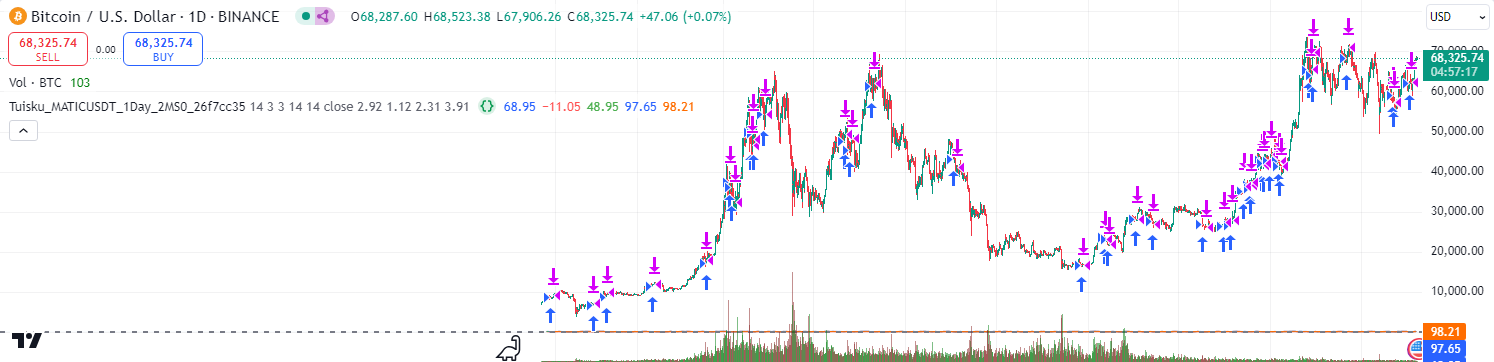 Bitcoin / U.S. Dollar · 1D · BINANCE O68,287.60 H68,523.38 L67,906.26 C68,325.74 +47.06 (+0.07%)
USD
68,325.74 0.00 68,325.74
SELL BUY
Vol · BTC 103
Tuisku_MATICUSDT_1Day_2MS0_26f7cc35 14 3 3 14 14 close 2.92 1.12 2.31 3.91 {} 68.95 −11.05 48.95 97.65 98.21
70,000.00
68,325.74
04:57:17
60,000.00
50,000.00
40,000.00
30,000.00
20,000.00
10,000.00
98.21
97.65